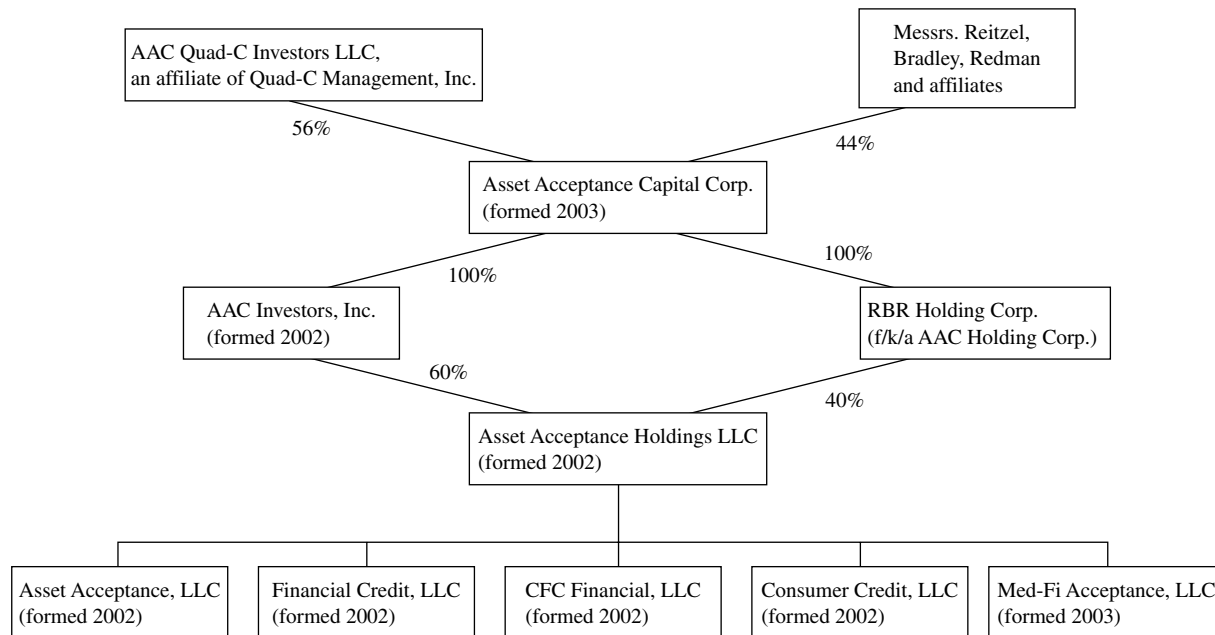 AAC Quad-C Investors LLC,
an affiliate of Quad-C Management, Inc.
Messrs. Reitzel,
Bradley, Redman
and affiliates
56%
44%
Asset Acceptance Capital Corp.
(formed 2003)
100%
100%
AAC Investors, Inc.
(formed 2002)
RBR Holding Corp.
(f/k/a AAC Holding Corp.)
60%
40%
Asset Acceptance Holdings LLC
(formed 2002)
Asset Acceptance, LLC
(formed 2002)
Financial Credit, LLC
(formed 2002)
CFC Financial, LLC
(formed 2002)
Consumer Credit, LLC
(formed 2002)
Med-Fi Acceptance, LLC
(formed 2003)